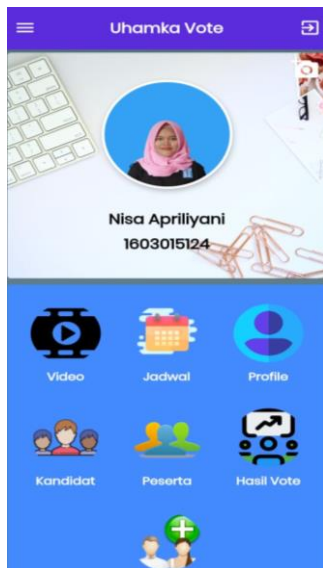 Uhamka Vote
Nisa Apriliyani
1603015124
Video
Jadwal
Profile
Kandidat
Peserta
Hasil Vote